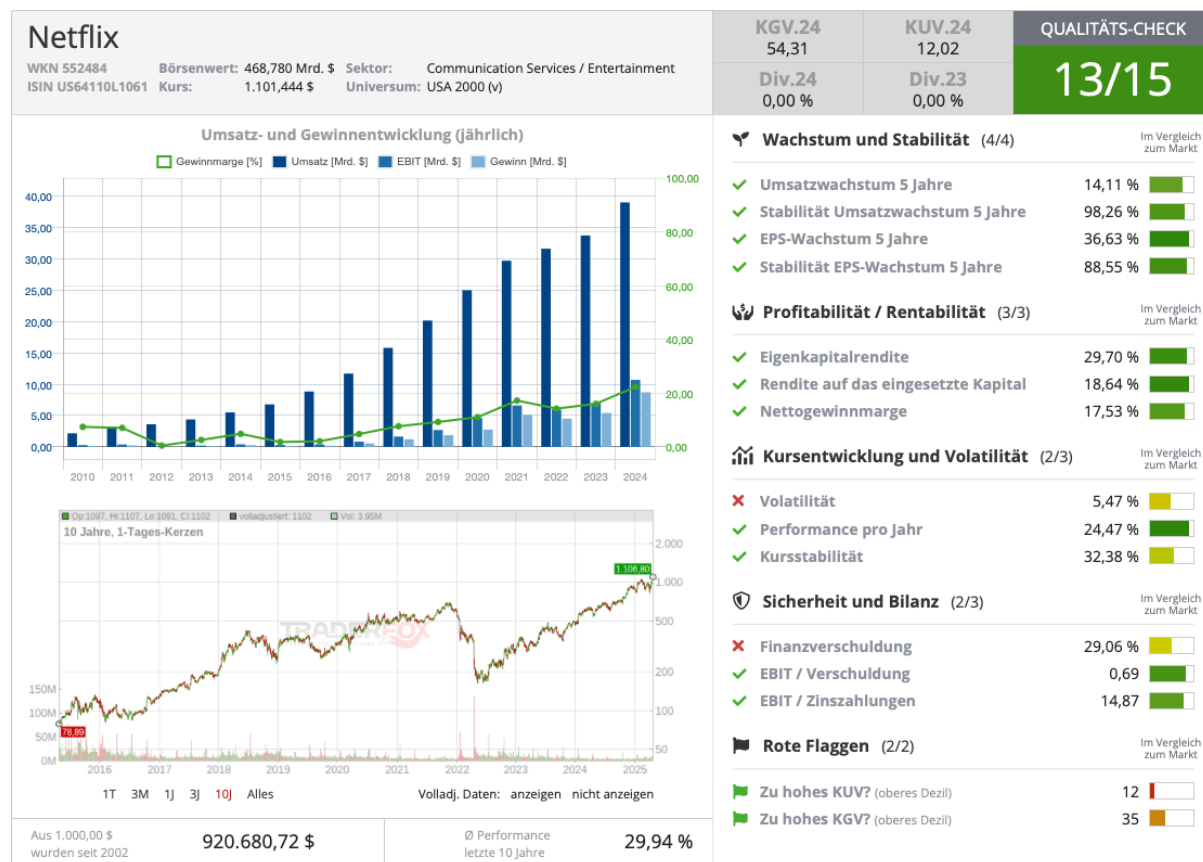 Netflix
WKN 552484 Börsenwert: 468,780 Mrd. $ Sektor: Communication Services / Entertainment
ISIN US64110L1061 Kurs: 1.101,444 $ Universum: USA 2000 (v)
KGV.24 KUV.24
54,31 12,02
Div.24 Div.23
0,00 % 0,00 %
QUALITÄTS-CHECK
13/15
Umsatz- und Gewinnentwicklung (jährlich)
Gewinnmarge [%] Umsatz [Mrd. $] EBIT [Mrd. $] Gewinn [Mrd. $]
40,00
35,00
30,00
25,00
20,00
15,00
10,00
5,00
0,00
100,00
80,00
60,00
40,00
20,00
0,00
2010 2011 2012 2013 2014 2015 2016 2017 2018 2019 2020 2021 2022 2023 2024
Op:1097, Hi:1107, Lo:1091, Cl:1102 volladjustiert: 1102 Vol: 3.95M
10 Jahre, 1-Tages-Kerzen
TRADERFOX
1.106,80
78,89
2.000
1.000
500
200
100
50
150M
100M
50M
0M
2016 2017 2018 2019 2020 2021 2022 2023 2024 2025
1T 3M 1J 3J 10J Alles Volladj. Daten: anzeigen nicht anzeigen
Aus 1.000,00 $
wurden seit 2002
920.680,72 $
Ø Performance
letzte 10 Jahre
29,94 %
Wachstum und Stabilität (4/4)
Im Vergleich
zum Markt
Umsatzwachstum 5 Jahre 14,11 %
Stabilität Umsatzwachstum 5 Jahre 98,26 %
EPS-Wachstum 5 Jahre 36,63 %
Stabilität EPS-Wachstum 5 Jahre 88,55 %
Profitabilität / Rentabilität (3/3)
Im Vergleich
zum Markt
Eigenkapitalrendite 29,70 %
Rendite auf das eingesetzte Kapital 18,64 %
Nettogewinnmarge 17,53 %
Kursentwicklung und Volatilität (2/3)
Im Vergleich
zum Markt
Volatilität 5,47 %
Performance pro Jahr 24,47 %
Kursstabilität 32,38 %
Sicherheit und Bilanz (2/3)
Im Vergleich
zum Markt
Finanzverschuldung 29,06 %
EBIT / Verschuldung 0,69
EBIT / Zinszahlungen 14,87
Rote Flaggen (2/2)
Im Vergleich
zum Markt
Zu hohes KUV? (oberes Dezil) 12
Zu hohes KGV? (oberes Dezil) 35